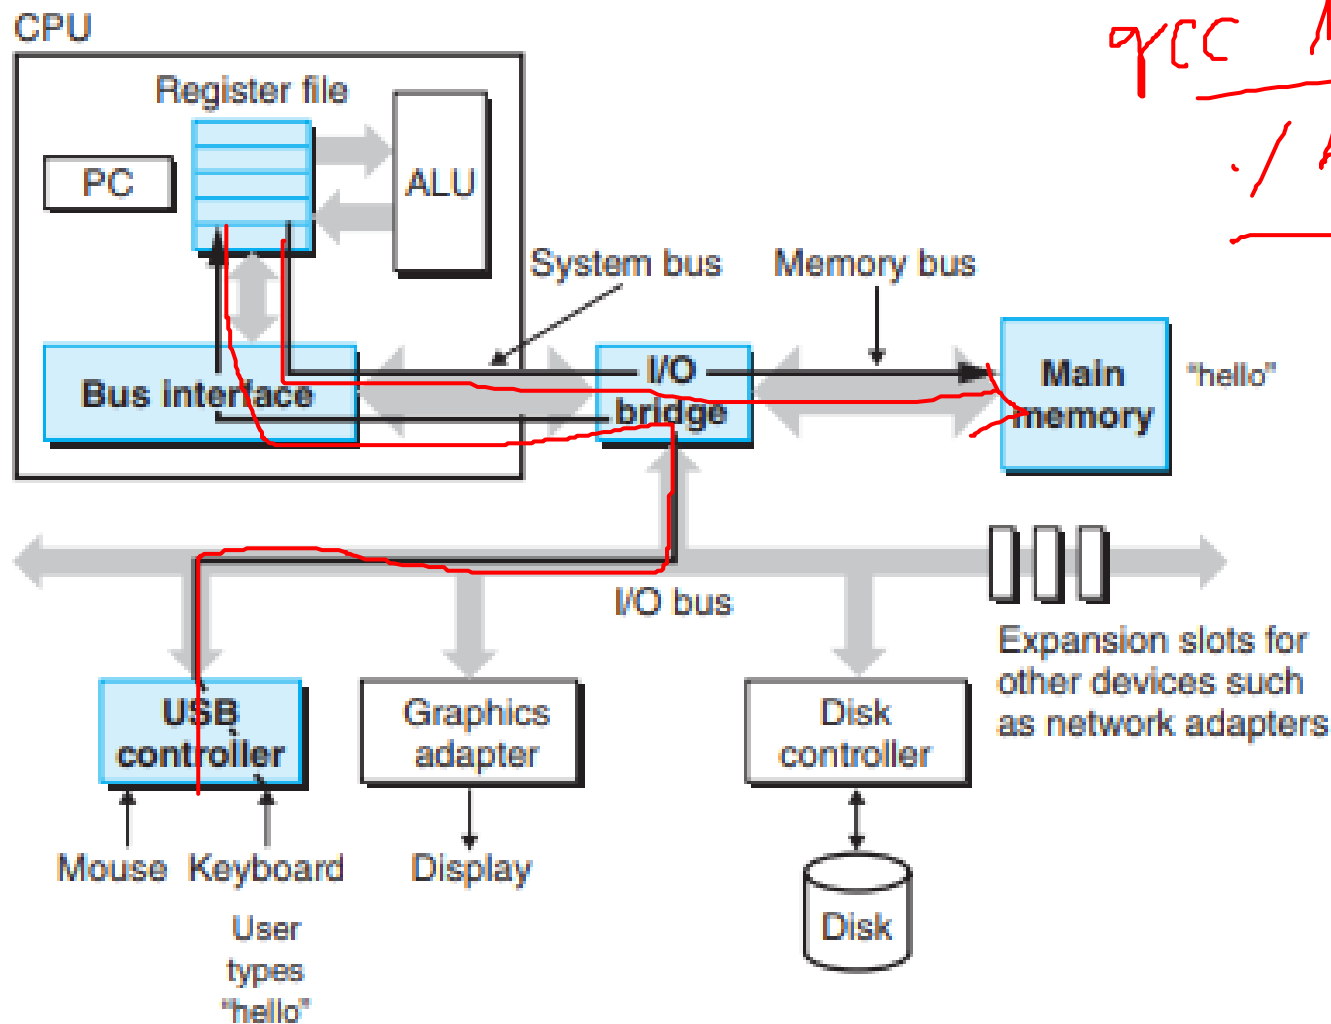 CPU
gcc
Register file
PC
ALU
./
System bus
Memory bus
Bus interface
I/O
bridge
Main
memory
"hello"
I/O bus
Expansion slots for
other devices such
as network adapters
USB
controller
Graphics
adapter
Disk
controller
Mouse
Keyboard
Display
Disk
User
types
"hello"